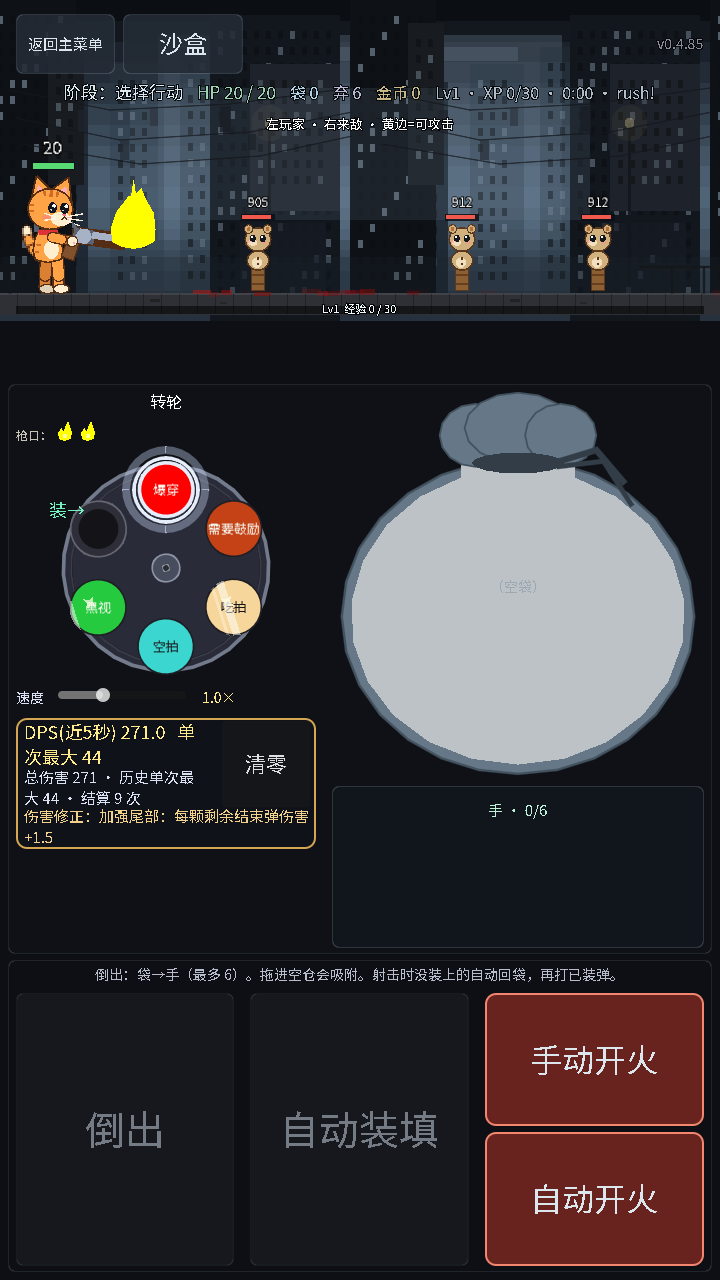 返回主菜单
沙盒
v0.4.85
阶段：选择行动 HP 20 / 20 袋 0 弃 6 金币 0 Lv1 · XP 0/30 · 0:00 · rush!
左玩家 · 右来敌 · 黄边=可攻击
20
905
912
912
Lv1 经验 0 / 30
转轮
枪口：
爆穿
装→
需要鼓励
黑视
吃拍
空拍
（空袋）
速度
1.0×
DPS(近5秒) 271.0 单
次最大 44
总伤害 271 · 历史单次最
大 44 · 结算 9 次
清零
伤害修正：加强尾部：每颗剩余结束弹伤害
+1.5
手 · 0/6
倒出：袋→手（最多 6）。拖进空仓会吸附。射击时没装上的自动回袋，再打已装弹。
倒出
自动装填
手动开火
自动开火